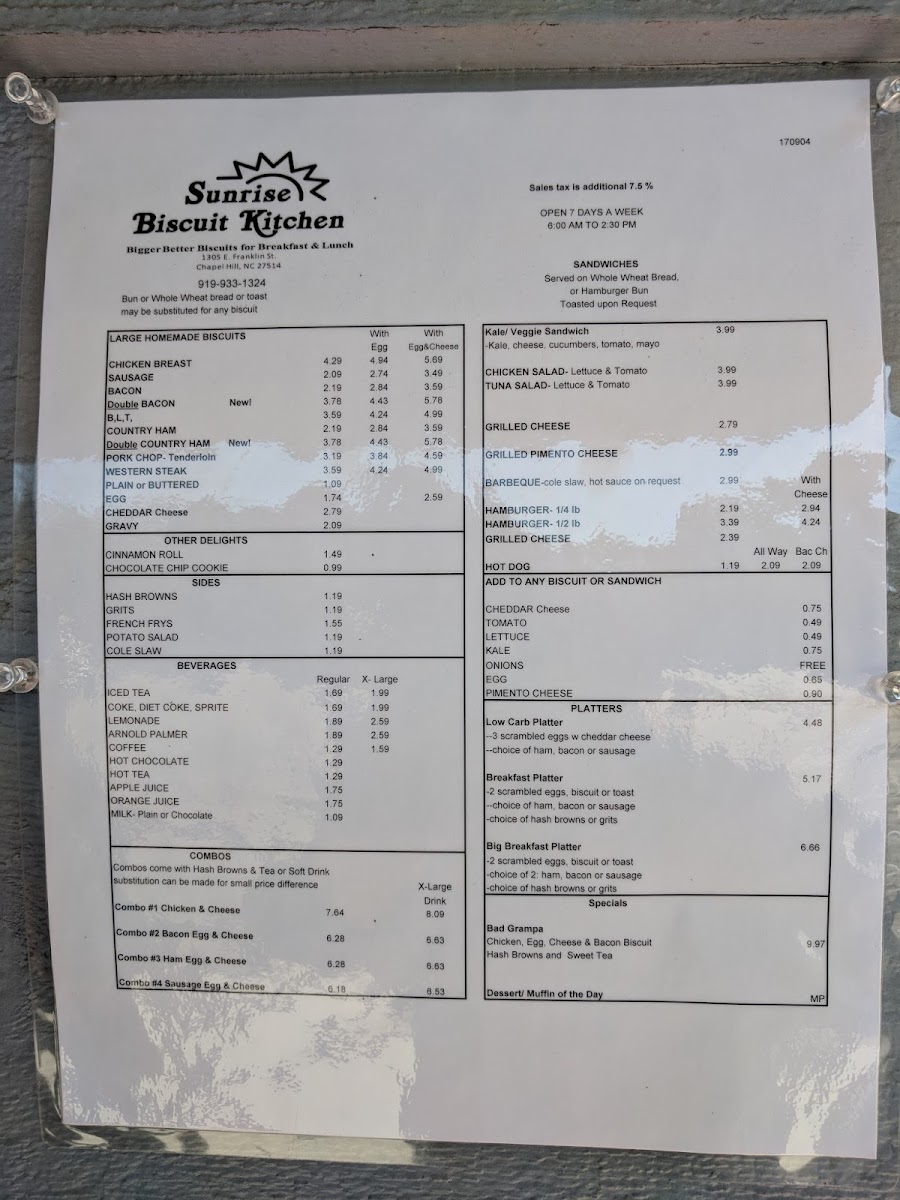 170904
Sunrise
Biscuit Kitchen
Bigger Better Biscuits for Breakfast & Lunch
1305 E. Franklin St.
Chapel Hill, NC 27514
919-933-1324
Bun or Whole Wheat bread or toast
may be substituted for any biscuit
Sales tax is additional 7.5 %
OPEN 7 DAYS A WEEK
6:00 AM TO 2:30 PM
SANDWICHES
Served on Whole Wheat Bread,
or Hamburger Bun
Toasted upon Request
LARGE HOMEMADE BISCUITS With With
Egg Egg&Cheese
CHICKEN BREAST 4.29 4.94 5.69
SAUSAGE 2.09 2.74 3.49
BACON 2.19 2.84 3.59
Double BACON New! 3.78 4.43 5.78
B,L,T, 3.59 4.24 4.99
COUNTRY HAM 2.19 2.84 3.59
Double COUNTRY HAM New! 3.78 4.43 5.78
PORK CHOP- Tenderloin 3.19 3.84 4.59
WESTERN STEAK 3.59 4.24 4.99
PLAIN or BUTTERED 1.09
EGG 1.74 2.59
CHEDDAR Cheese 2.79
GRAVY 2.09
OTHER DELIGHTS
CINNAMON ROLL 1.49
CHOCOLATE CHIP COOKIE 0.99
SIDES
HASH BROWNS 1.19
GRITS 1.19
FRENCH FRYS 1.55
POTATO SALAD 1.19
COLE SLAW 1.19
BEVERAGES
Regular X- Large
ICED TEA 1.69 1.99
COKE, DIET COKE, SPRITE 1.69 1.99
LEMONADE 1.89 2.59
ARNOLD PALMER 1.89 2.59
COFFEE 1.29 1.59
HOT CHOCOLATE 1.29
HOT TEA 1.29
APPLE JUICE 1.75
ORANGE JUICE 1.75
MILK- Plain or Chocolate 1.09
COMBOS
Combos come with Hash Browns & Tea or Soft Drink
substitution can be made for small price difference
X-Large
Drink
Combo #1 Chicken & Cheese 7.64 8.09
Combo #2 Bacon Egg & Cheese 6.28 6.63
Combo #3 Ham Egg & Cheese 6.28 6.63
Combo #4 Sausage Egg & Cheese 6.18 6.53
Kale/ Veggie Sandwich 3.99
-Kale, cheese, cucumbers, tomato, mayo
CHICKEN SALAD- Lettuce & Tomato 3.99
TUNA SALAD- Lettuce & Tomato 3.99
GRILLED CHEESE 2.79
GRILLED PIMENTO CHEESE 2.99
BARBEQUE-cole slaw, hot sauce on request 2.99 With
Cheese
HAMBURGER- 1/4 lb 2.19 2.94
HAMBURGER- 1/2 lb 3.39 4.24
GRILLED CHEESE 2.39
All Way Bac Ch
HOT DOG 1.19 2.09 2.09
ADD TO ANY BISCUIT OR SANDWICH
CHEDDAR Cheese 0.75
TOMATO 0.49
LETTUCE 0.49
KALE 0.75
ONIONS FREE
EGG 0.65
PIMENTO CHEESE 0.90
PLATTERS
Low Carb Platter 4.48
--3 scrambled eggs w cheddar cheese
--choice of ham, bacon or sausage
Breakfast Platter 5.17
-2 scrambled eggs, biscuit or toast
--choice of ham, bacon or sausage
-choice of hash browns or grits
Big Breakfast Platter 6.66
-2 scrambled eggs, biscuit or toast
-choice of 2: ham, bacon or sausage
-choice of hash browns or grits
Specials
Bad Grampa
Chicken, Egg, Cheese & Bacon Biscuit 9.97
Hash Browns and Sweet Tea
Dessert/ Muffin of the Day MP